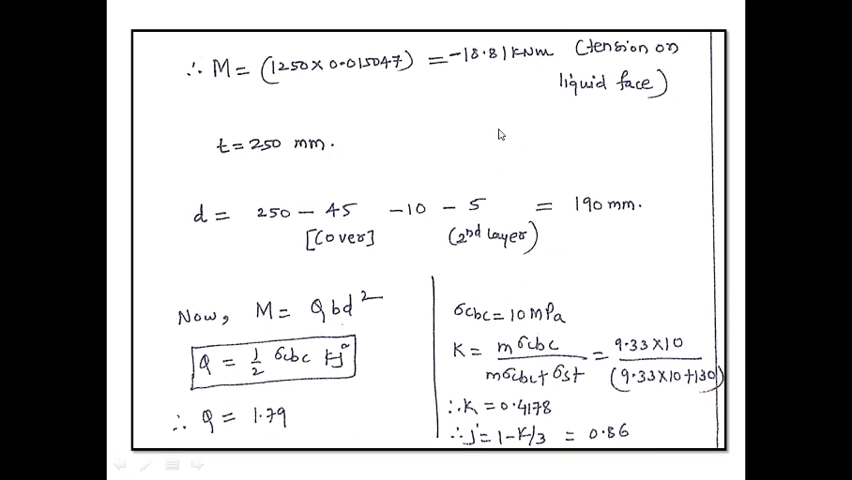 ∴ M = (1250 × 0.015047) = -18.81 kNm (tension on
liquid face)
t = 250 mm.
d = 250 - 45 - 10 - 5 = 190 mm.
[Cover] (2nd layer)
Now, M = Qbd²
Q = 1/2 σcbc kj
∴ Q = 1.79
σcbc = 10 MPa
K = mσcbc / (mσcbc + σst) = 9.33×10 / (9.33×10+130)
∴ K = 0.4178
∴ j = 1 - K/3 = 0.86